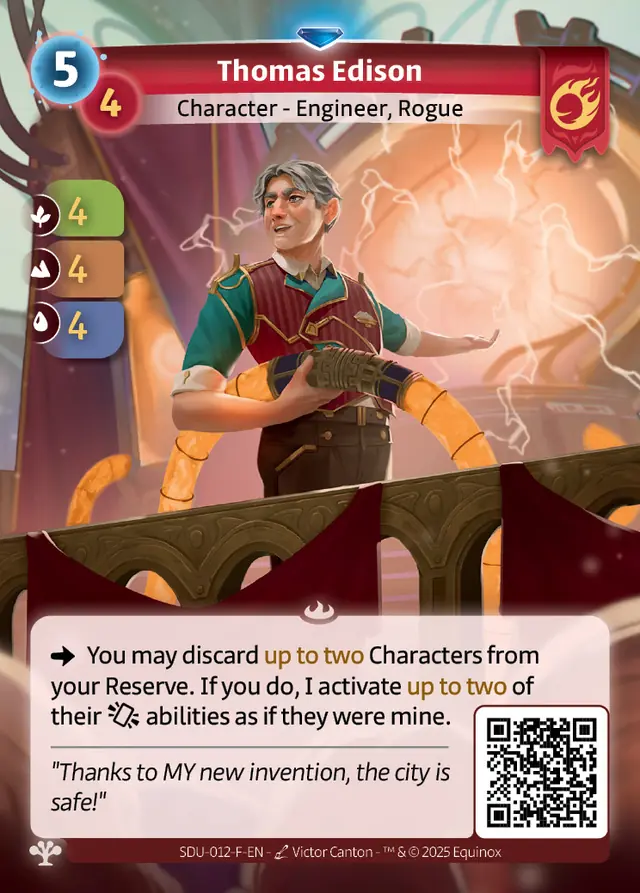 5
Thomas Edison
4
Character - Engineer, Rogue
4
4
4
You may discard up to two Characters from
your Reserve. If you do, I activate up to two of
their abilities as if they were mine.
"Thanks to MY new invention, the city is
safe!"
SDU-012-F-EN - Victor Canton - ™ & © 2025 Equinox